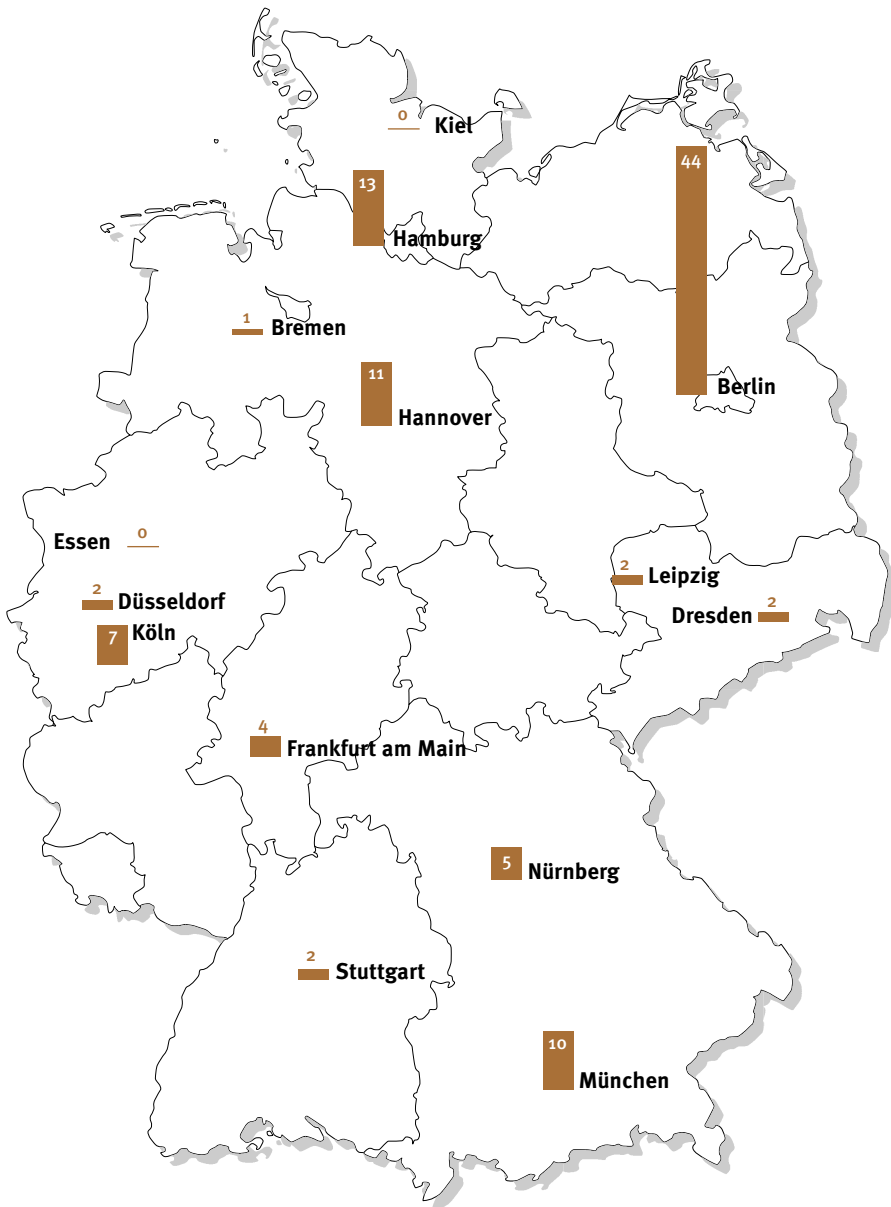 0
Kiel
44
13
Hamburg
1
Bremen
11
Berlin
Hannover
0
Essen
2
Leipzig
2
Düsseldorf
2
Dresden
7
Köln
4
Frankfurt am Main
5
Nürnberg
2
Stuttgart
10
München